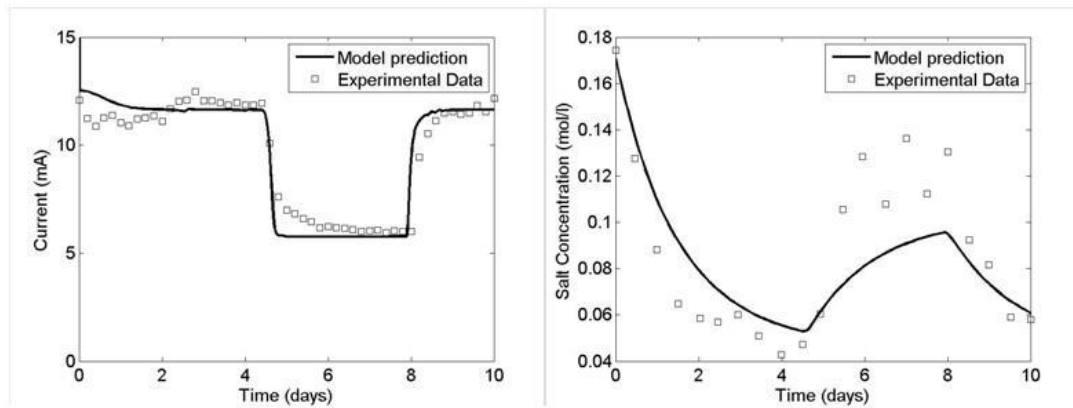 15
10
5
0
Current (mA)
Model prediction
Experimental Data
0 2 4 6 8 10
Time (days)
0.18
0.16
0.14
0.12
0.1
0.08
0.06
0.04
Salt Concentration (mol/l)
Model prediction
Experimental Data
0 2 4 6 8 10
Time (days)